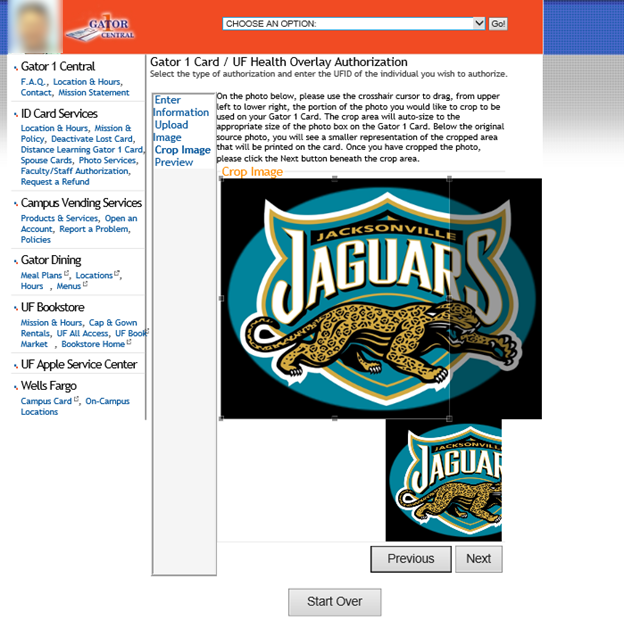 GATOR 1
CENTRAL
CHOOSE AN OPTION:
Go!
Gator 1 Central
F.A.Q., Location & Hours,
Contact, Mission Statement
ID Card Services
Location & Hours, Mission &
Policy, Deactivate Lost Card,
Distance Learning Gator 1 Card,
Spouse Cards, Photo Services,
Faculty/Staff Authorization,
Request a Refund
Campus Vending Services
Products & Services, Open an
Account, Report a Problem,
Policies
Gator Dining
Meal Plans, Locations,
Hours , Menus
UF Bookstore
Mission & Hours, Cap & Gown
Rentals, UF All Access, UF Book
Market , Bookstore Home
UF Apple Service Center
Wells Fargo
Campus Card, On-Campus
Locations
Gator 1 Card / UF Health Overlay Authorization
Select the type of authorization and enter the UFID of the individual you wish to authorize.
Enter
Information
Upload
Image
Crop Image
Preview
On the photo below, please use the crosshair cursor to drag, from upper
left to lower right, the portion of the photo you would like to crop to be
used on your Gator 1 Card. The crop area will auto-size to the
appropriate size of the photo box on the Gator 1 Card. Below the original
source photo, you will see a smaller representation of the cropped area
that will be printed on the card. Once you have cropped the photo,
please click the Next button beneath the crop area.
Crop Image
JACKSONVILLE
JAGUARS
JACKSONVILLE
JAGUAR
Previous
Next
Start Over